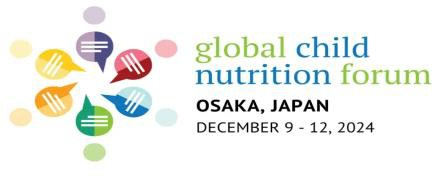 global child
nutrition forum
OSAKA, JAPAN
DECEMBER 9 - 12, 2024